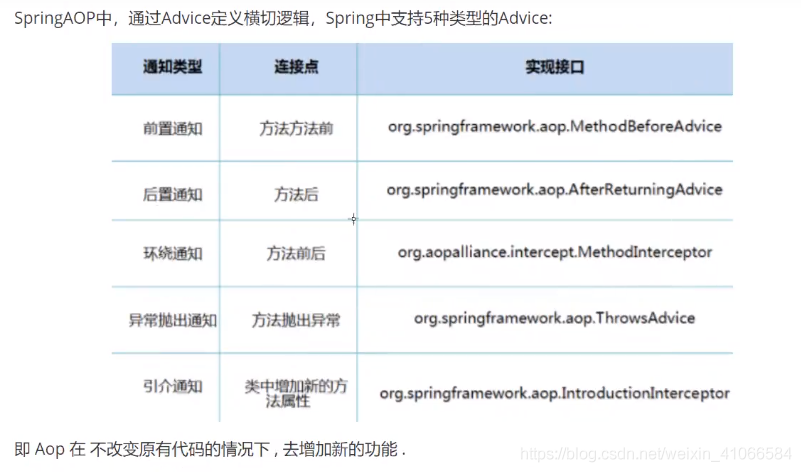 SpringAOP中，通过Advice定义横切逻辑，Spring中支持5种类型的Advice:
通知类型 连接点 实现接口
前置通知 方法方法前 org.springframework.aop.MethodBeforeAdvice
后置通知 方法后 org.springframework.aop.AfterReturningAdvice
环绕通知 方法前后 org.aopalliance.intercept.MethodInterceptor
异常抛出通知 方法抛出异常 org.springframework.aop.ThrowsAdvice
引介通知 类中增加新的方
法属性 org.springframework.aop.IntroductionInterceptor
即 Aop 在 不改变原有代码的情况下 , 去增加新的功能 .
https://blog.csdn.net/weixin_41066584